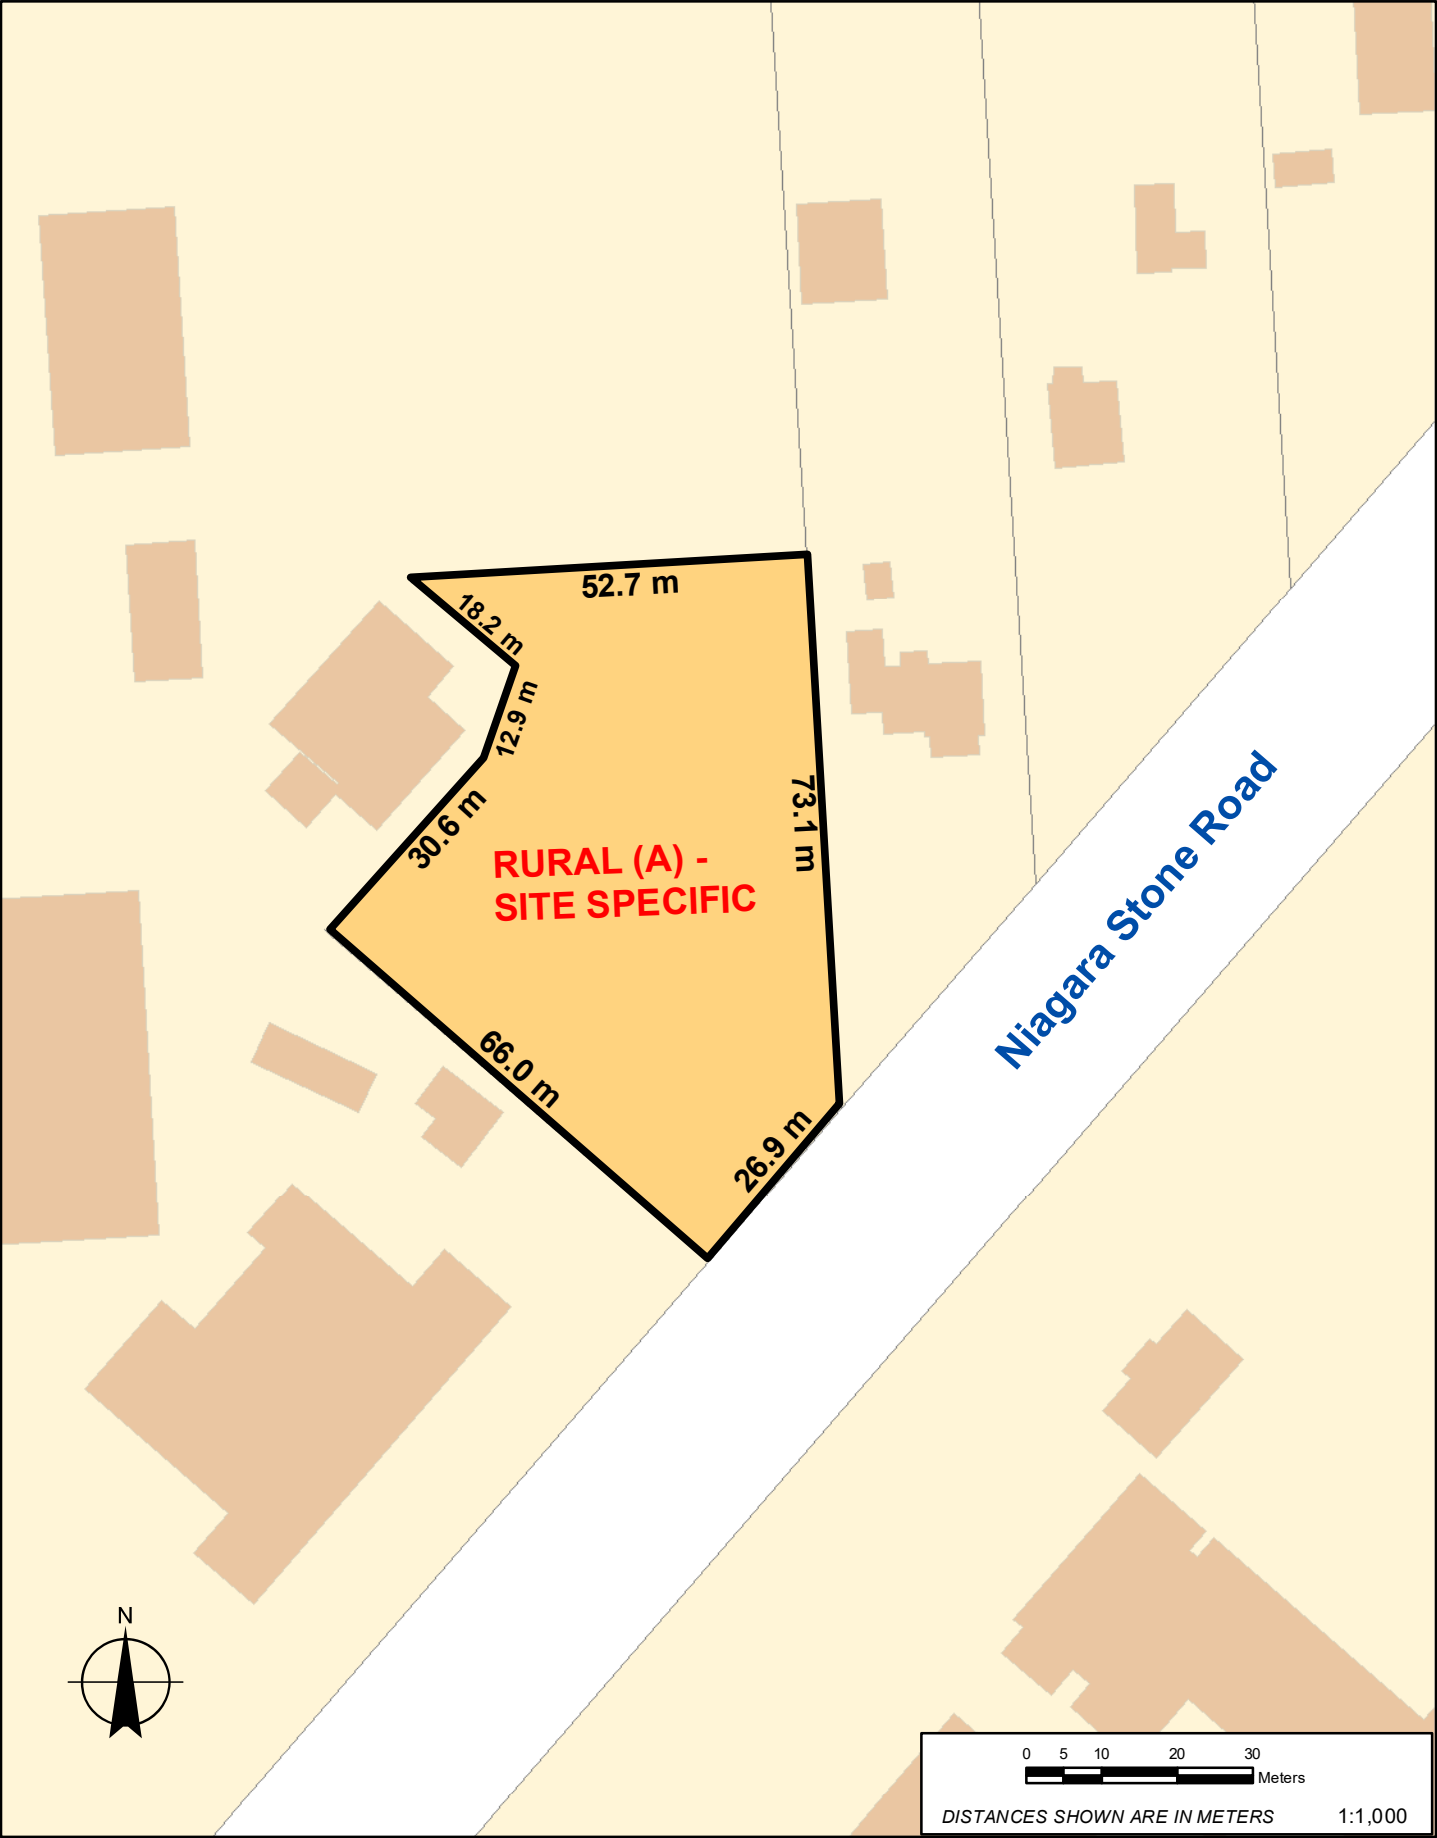 52.7 m
18.2 m
12.9 m
30.6 m
73.1 m
RURAL (A) -
SITE SPECIFIC
Niagara Stone Road
66.0 m
26.9 m
N
0 5 10 20 30
Meters
DISTANCES SHOWN ARE IN METERS 1:1,000